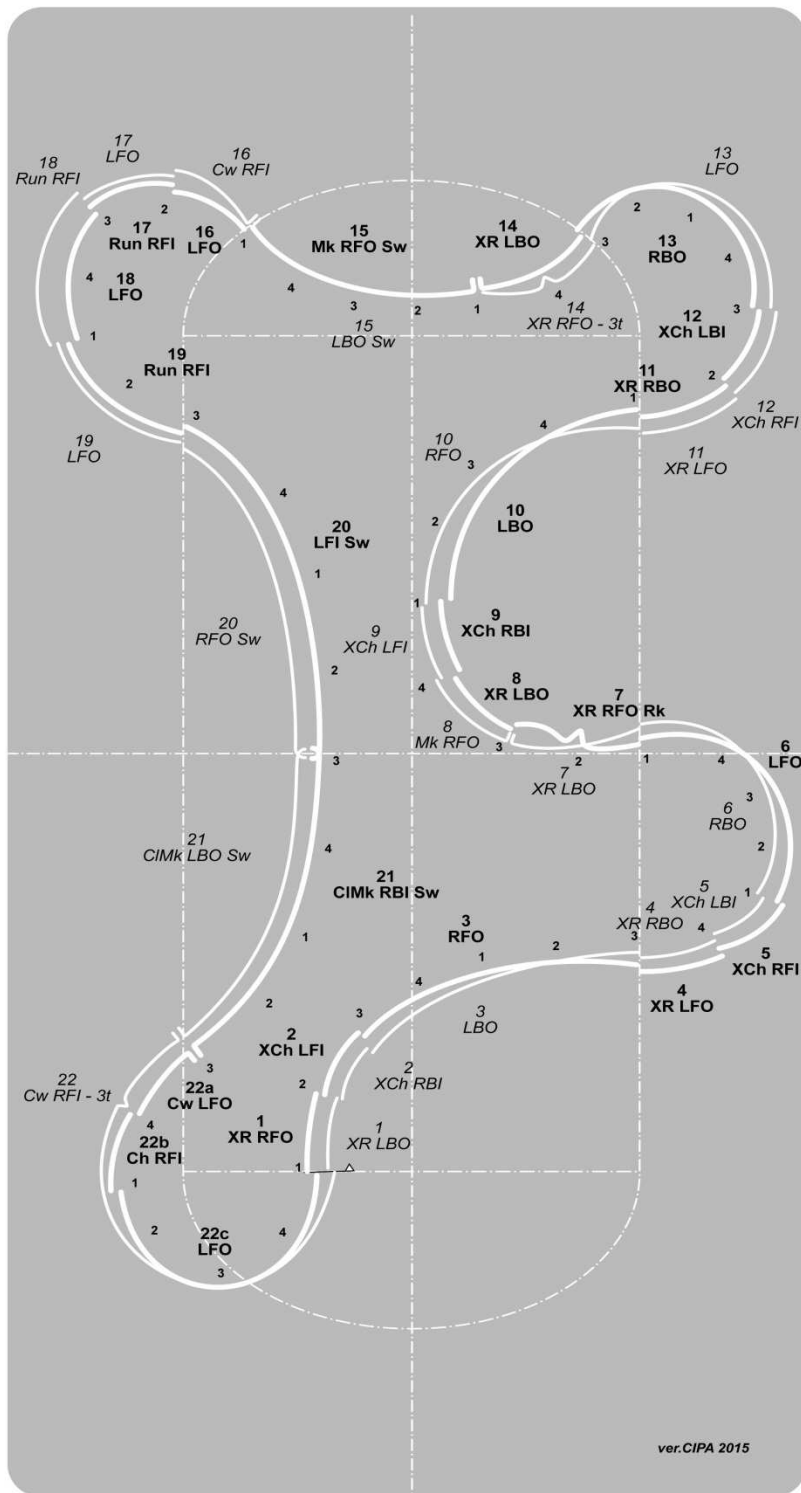 17
LFO
18
Run RFI
16
Cw RFI
13
LFO
17
Run RFI
16
LFO
15
Mk RFO Sw
14
XR LBO
2
3
1
2
1
3
13
RBO
4
18
LFO
4
4
4
3
2
1
4
14
XR RFO - 3t
3
12
XCh LBI
15
LBO Sw
1
19
Run RFI
2
11
XR RBO
2
1
12
XCh RFI
3
4
10
RFO
11
XR LFO
19
LFO
3
4
2
10
LBO
20
LFI Sw
1
1
20
RFO Sw
9
XCh LFI
9
XCh RBI
2
4
8
XR LBO
7
XR RFO Rk
8
Mk RFO
3
3
2
7
XR LBO
1
4
6
LFO
3
6
RBO
21
ClMk LBO Sw
4
2
21
ClMk RBI Sw
5
XCh LBI
1
4
XR RBO
4
3
RFO
3
1
2
5
XCh RFI
1
4
4
XR LFO
2
3
LBO
3
2
XCh LFI
3
2
XCh RBI
22
Cw RFI - 3t
22a
Cw LFO
2
4
22b
Ch RFI
1
XR RFO
1
XR LBO
1
1
2
22c
LFO
4
3
ver.CIPA 2015